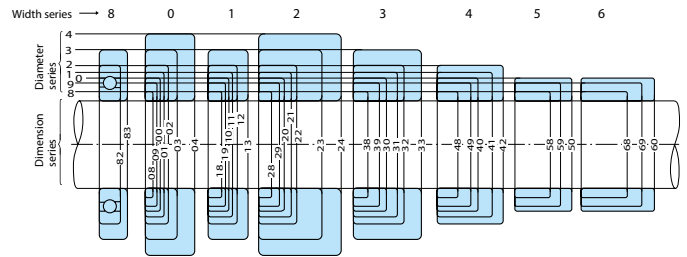 Width series → 8 0 1 2 3 4 5 6
Diameter series
4
3
2
1
0
9
8
Dimension series
82 83
08 09 00 01 02 03 04
18 19 10 11 12 13
28 29 20 21 22 23 24
38 39 30 31 32 33
48 49 40 41 42
58 59 50
68 69 60